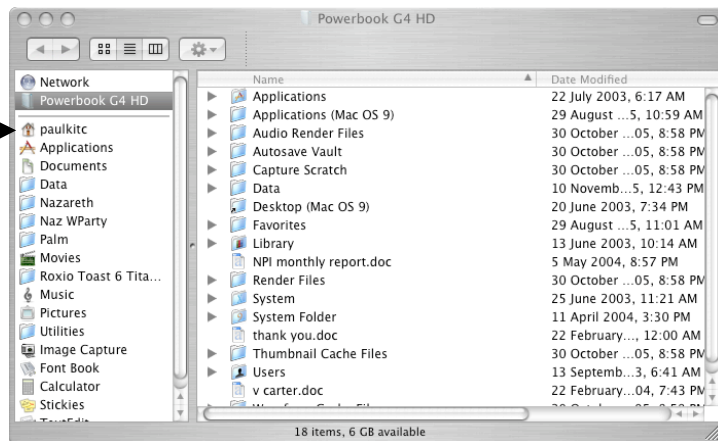 Powerbook G4 HD
Network
Powerbook G4 HD
paulkitc
Applications
Documents
Data
Nazareth
Naz WParty
Palm
Movies
Roxio Toast 6 Tita...
Music
Pictures
Utilities
Image Capture
Font Book
Calculator
Stickies
TextEdit
Name Date Modified
Applications 22 July 2003, 6:17 AM
Applications (Mac OS 9) 29 August ...5, 10:59 AM
Audio Render Files 30 October ...05, 8:58 PM
Autosave Vault 30 October ...05, 8:58 PM
Capture Scratch 30 October ...05, 8:58 PM
Data 10 Novemb...5, 12:43 PM
Desktop (Mac OS 9) 20 June 2003, 7:34 PM
Favorites 29 August ...5, 11:01 AM
Library 13 June 2003, 10:14 AM
NPI monthly report.doc 5 May 2004, 8:57 PM
Render Files 30 October ...05, 8:58 PM
System 25 June 2003, 11:21 AM
System Folder 11 April 2004, 3:30 PM
thank you.doc 22 February..., 12:00 AM
Thumbnail Cache Files 30 October ...05, 8:58 PM
Users 13 Septemb...3, 6:41 AM
v carter.doc 22 February...04, 7:43 PM
18 items, 6 GB available